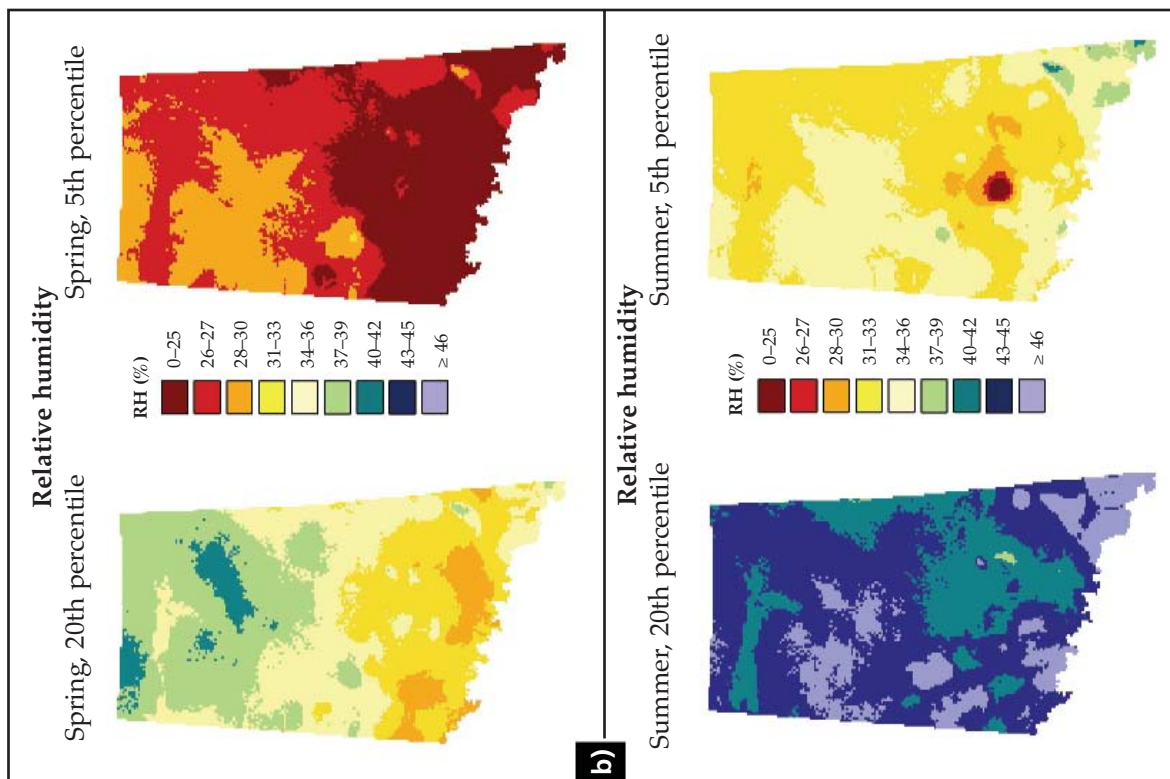 Relative humidity
Spring, 20th percentile
Spring, 5th percentile
RH (%)
0–25
26–27
28–30
31–33
34–36
37–39
40–42
43–45
≥ 46
b)
Relative humidity
Summer, 20th percentile
Summer, 5th percentile
RH (%)
0–25
26–27
28–30
31–33
34–36
37–39
40–42
43–45
≥ 46